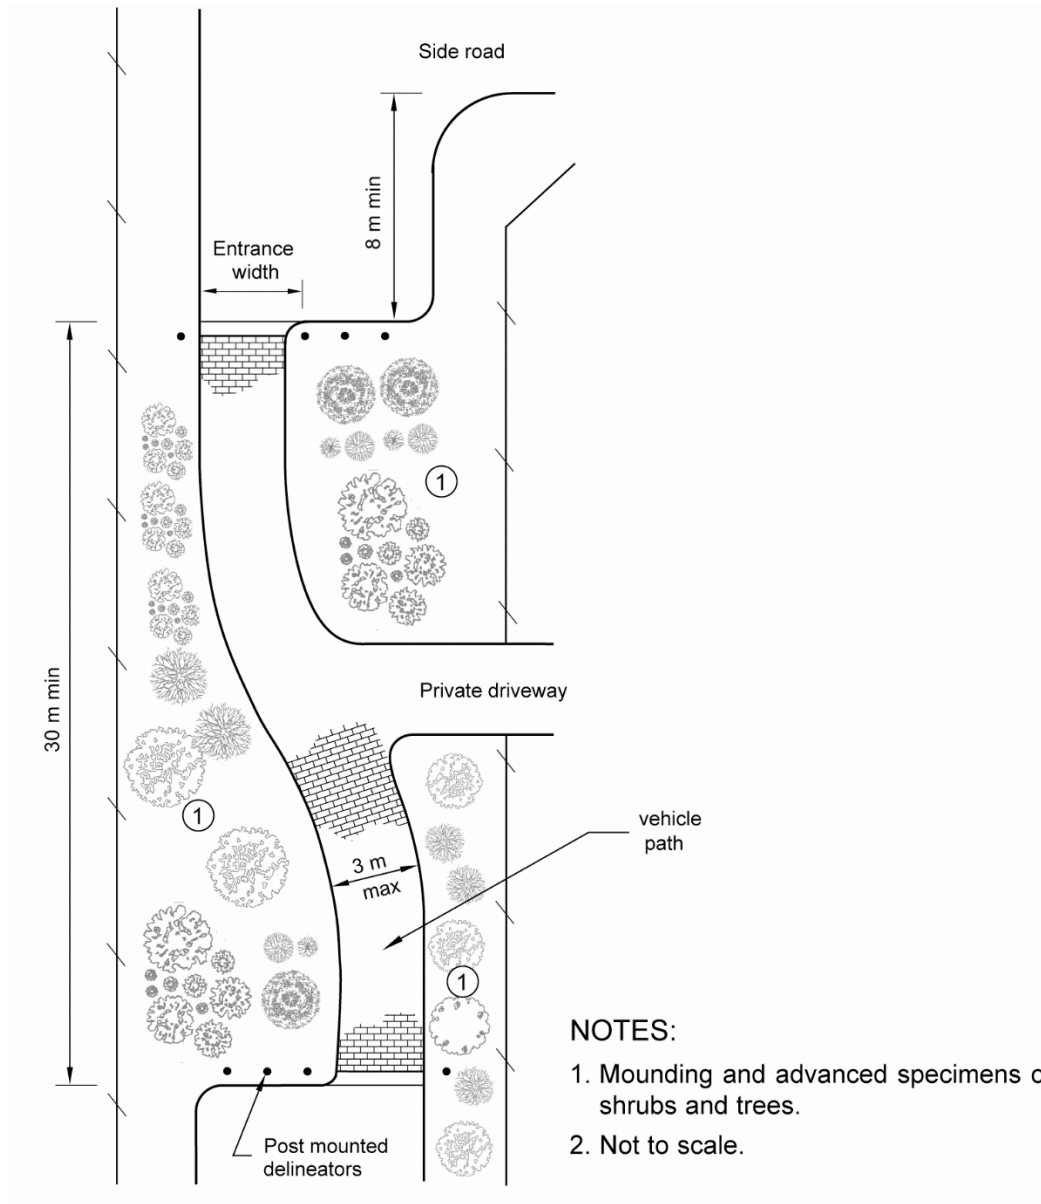 Side road
8 m min
Entrance
width
1
30 m min
Private driveway
1
vehicle
path
3 m
max
1
NOTES:
1. Mounding and advanced specimens
shrubs and trees.
2. Not to scale.
Post mounted
delineators